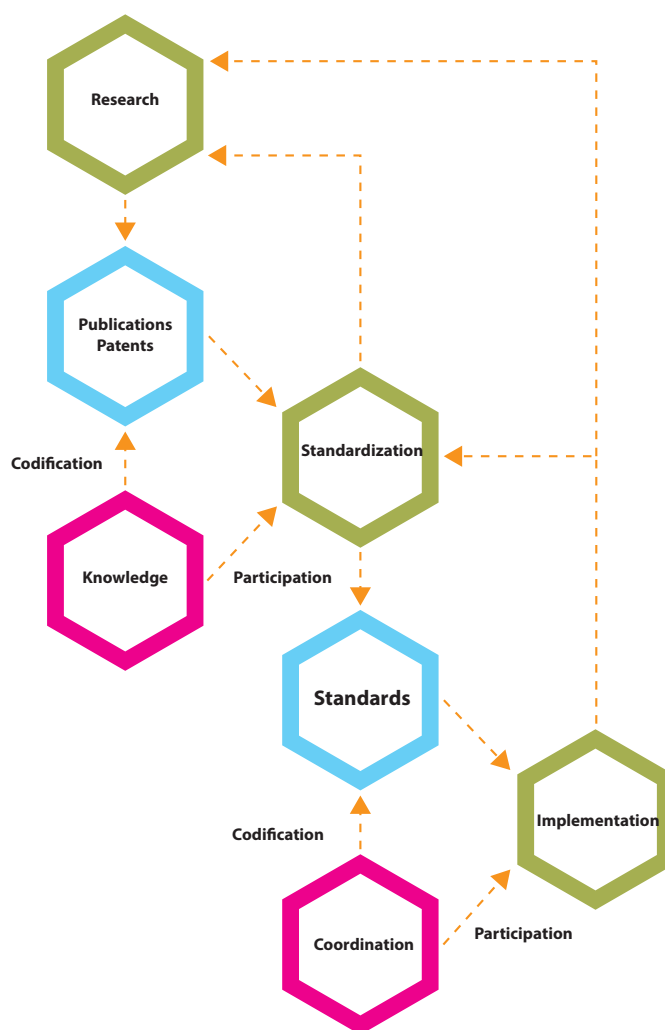 Research
Publications
Patents
Codification
Standardization
Knowledge
Participation
Standards
Implementation
Codification
Coordination
Participation